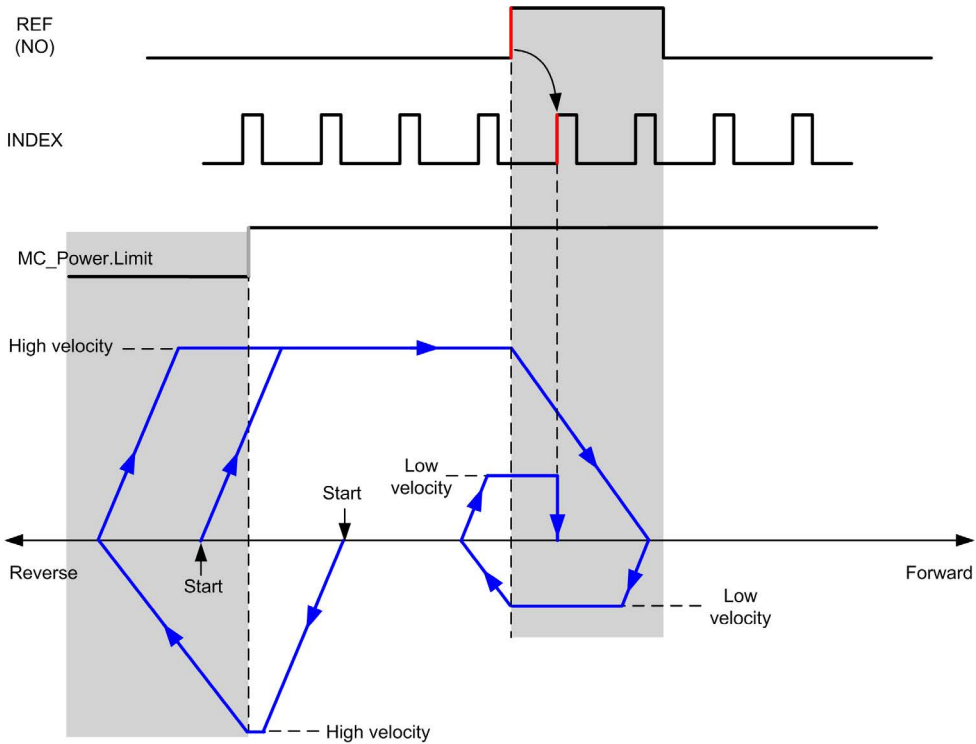 REF
(NO)
INDEX
MC_Power.Limit
High velocity
Low
velocity
Start
Reverse
Start
Forward
Low
velocity
High velocity